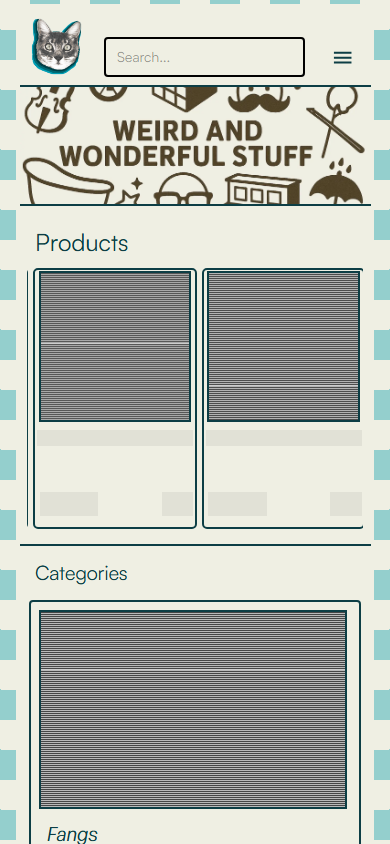 Search...
WEIRD AND
WONDERFUL STUFF
Products
Categories
Fangs